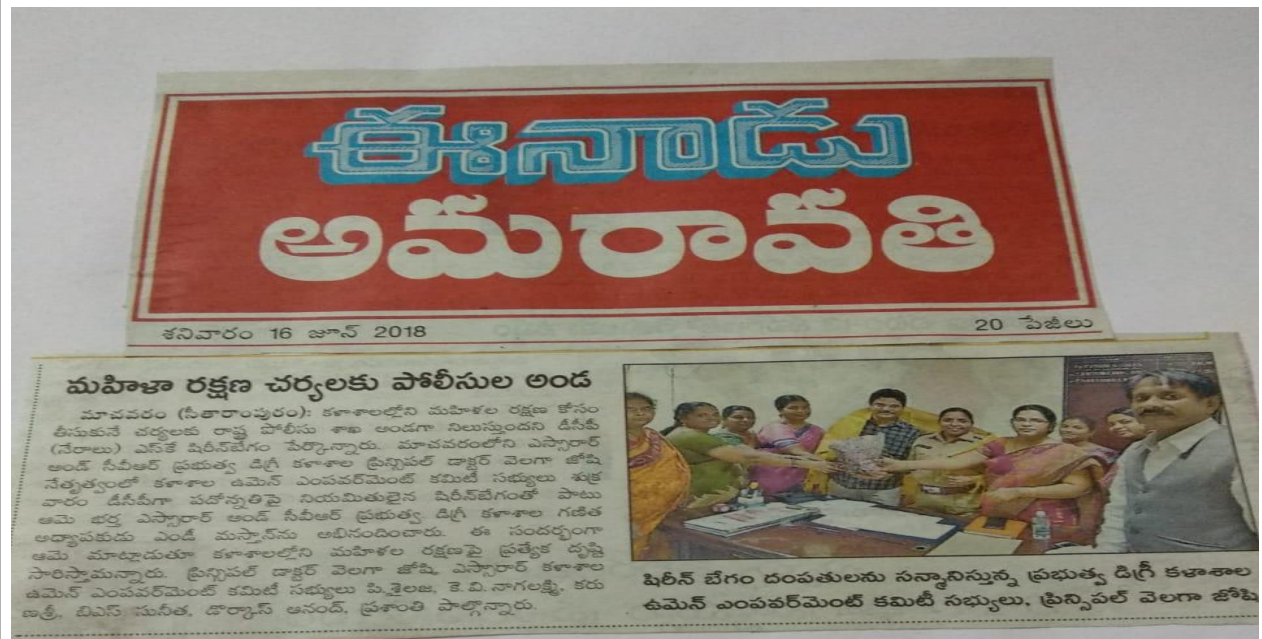 ఈనాడు
అమరావతి
శనివారం 16 జూన్ 2018
20 పేజీలు
మహిళా రక్షణ చర్యలకు పోలీసుల అండ
మాచవరం (సీతారాంపురం): కళాశాలల్లోని మహిళల రక్షణ కోసం
తీసుకునే చర్యలకు రాష్ట్ర పోలీసు శాఖ అండగా నిలుస్తుందని డీసీపీ
(నేరాలు) ఎస్‌కే షిరీన్‌బేగం పేర్కొన్నారు. మాచవరంలోని ఎస్సారార్
అండ్ సీవీఆర్ ప్రభుత్వ డిగ్రీ కళాశాల ప్రిన్సిపల్ డాక్టర్ వెలగా జోషి
నేతృత్వంలో కళాశాల ఉమెన్ ఎంపవర్‌మెంట్ కమిటీ సభ్యులు శుక్ర
వారం డీసీపీగా పదోన్నతిపై నియమితులైన షిరీన్‌బేగంతో పాటు
ఆమె భర్త ఎస్సారార్ అండ్ సీవీఆర్ ప్రభుత్వ డిగ్రీ కళాశాల గణిత
అధ్యాపకుడు ఎండీ మస్తాన్‌ను అభినందించారు. ఈ సందర్భంగా
ఆమె మాట్లాడుతూ కళాశాలల్లోని మహిళల రక్షణపై ప్రత్యేక దృష్టి
సారిస్తామన్నారు. ప్రిన్సిపల్ డాక్టర్ వెలగా జోషి, ఎస్సారార్ కళాశాల
ఉమెన్ ఎంపవర్‌మెంట్ కమిటీ సభ్యులు పి.శైలజ, కె.వి.నాగలక్ష్మి, కరు
ణశ్రీ, బిఎస్ సునీత, డొర్కాస్ ఆనంద్, ప్రశాంతి పాల్గొన్నారు.
షిరీన్ బేగం దంపతులను సన్మానిస్తున్న ప్రభుత్వ డిగ్రీ కళాశాల
ఉమెన్ ఎంపవర్‌మెంట్ కమిటీ సభ్యులు, ప్రిన్సిపల్ వెలగా జోషి